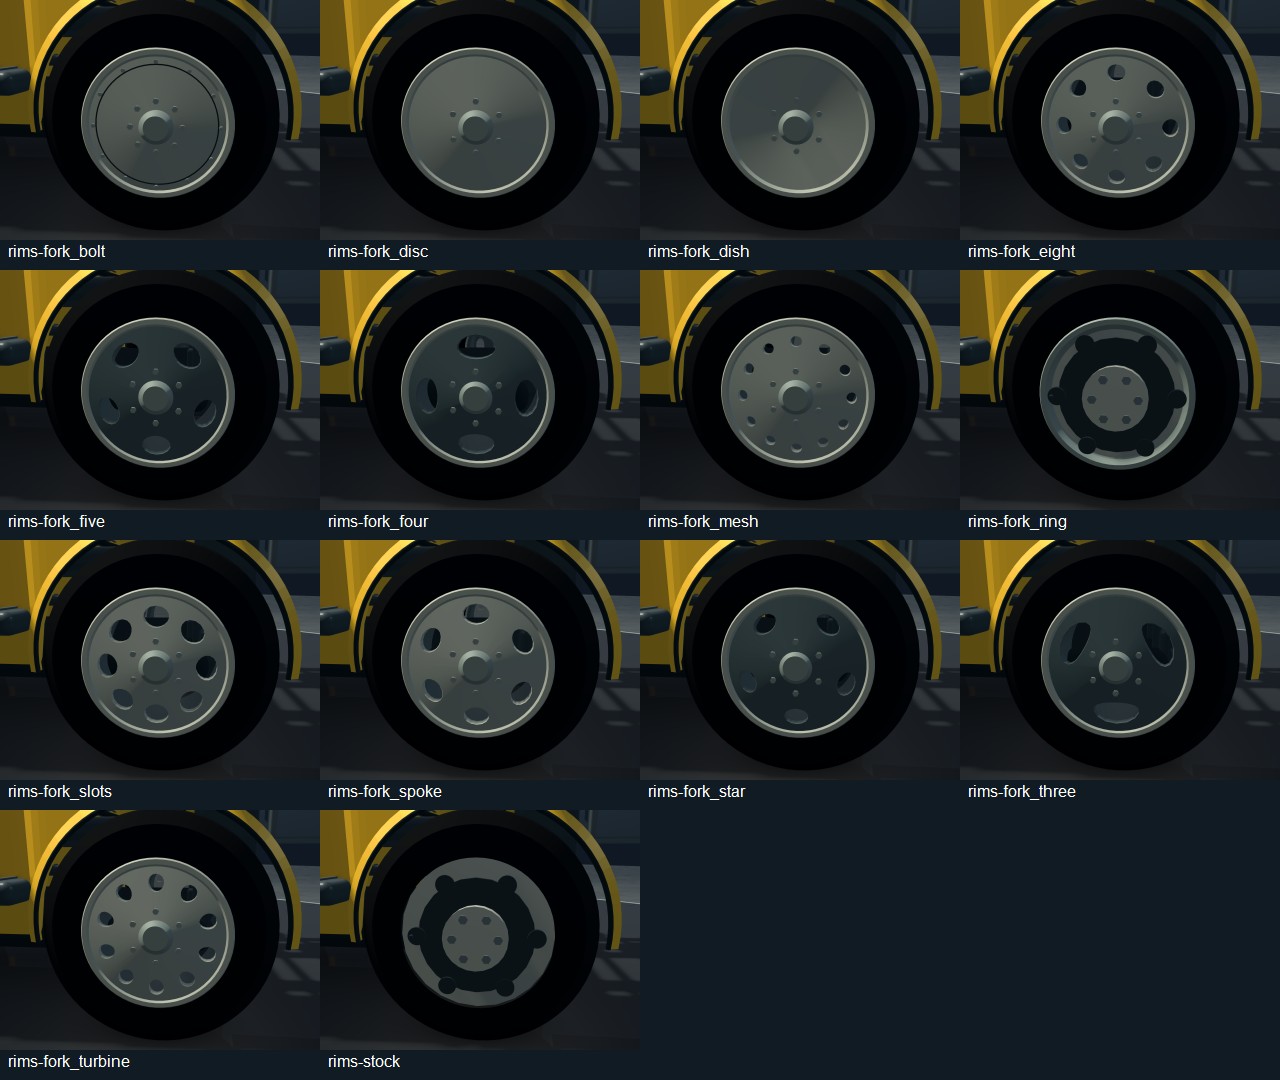 rims-fork_bolt
rims-fork_disc
rims-fork_dish
rims-fork_eight
rims-fork_five
rims-fork_four
rims-fork_mesh
rims-fork_ring
rims-fork_slots
rims-fork_spoke
rims-fork_star
rims-fork_three
rims-fork_turbine
rims-stock